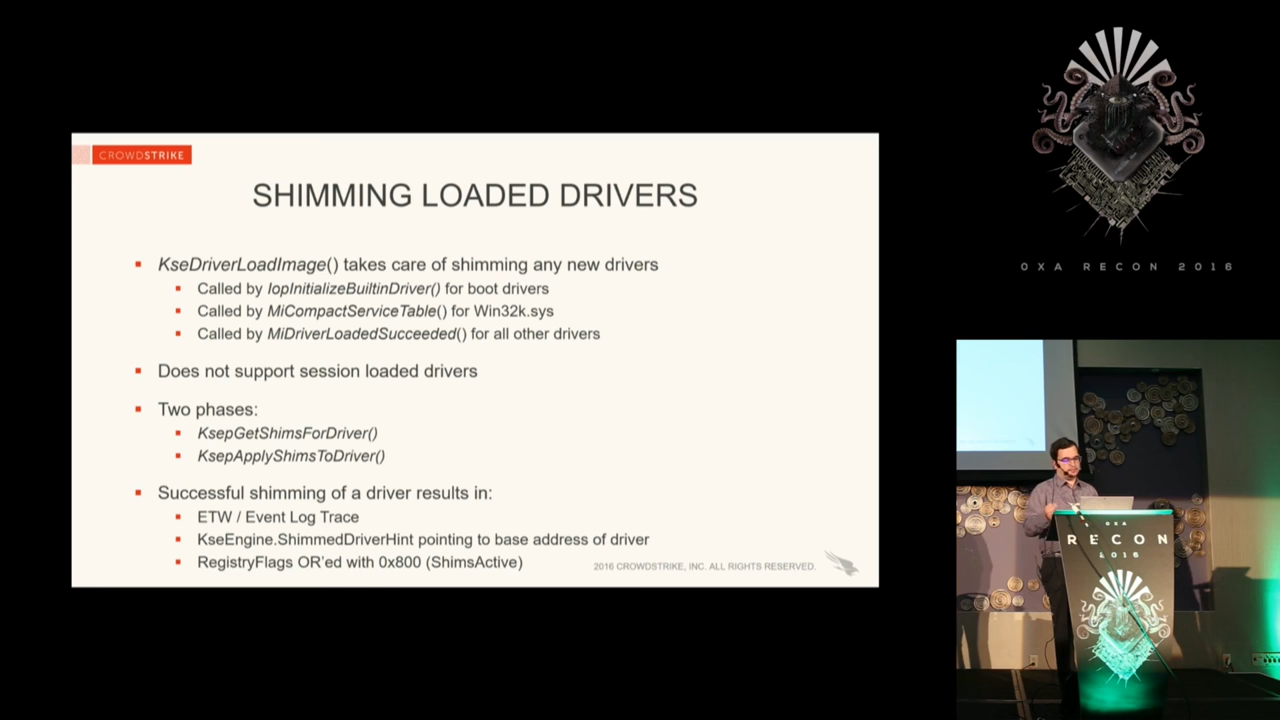 CROWDSTRIKE
SHIMMING LOADED DRIVERS
KseDriverLoadImage() takes care of shimming any new drivers
Called by IopInitializeBuiltinDriver() for boot drivers
Called by MiCompactServiceTable() for Win32k.sys
Called by MiDriverLoadedSucceeded() for all other drivers
Does not support session loaded drivers
Two phases:
KsepGetShimsForDriver()
KsepApplyShimsToDriver()
Successful shimming of a driver results in:
ETW / Event Log Trace
KseEngine.ShimmedDriverHint pointing to base address of driver
RegistryFlags OR'ed with 0x800 (ShimsActive)
2016 CROWDSTRIKE, INC. ALL RIGHTS RESERVED.
0XA RECON 2016
0XA
RECON
2016